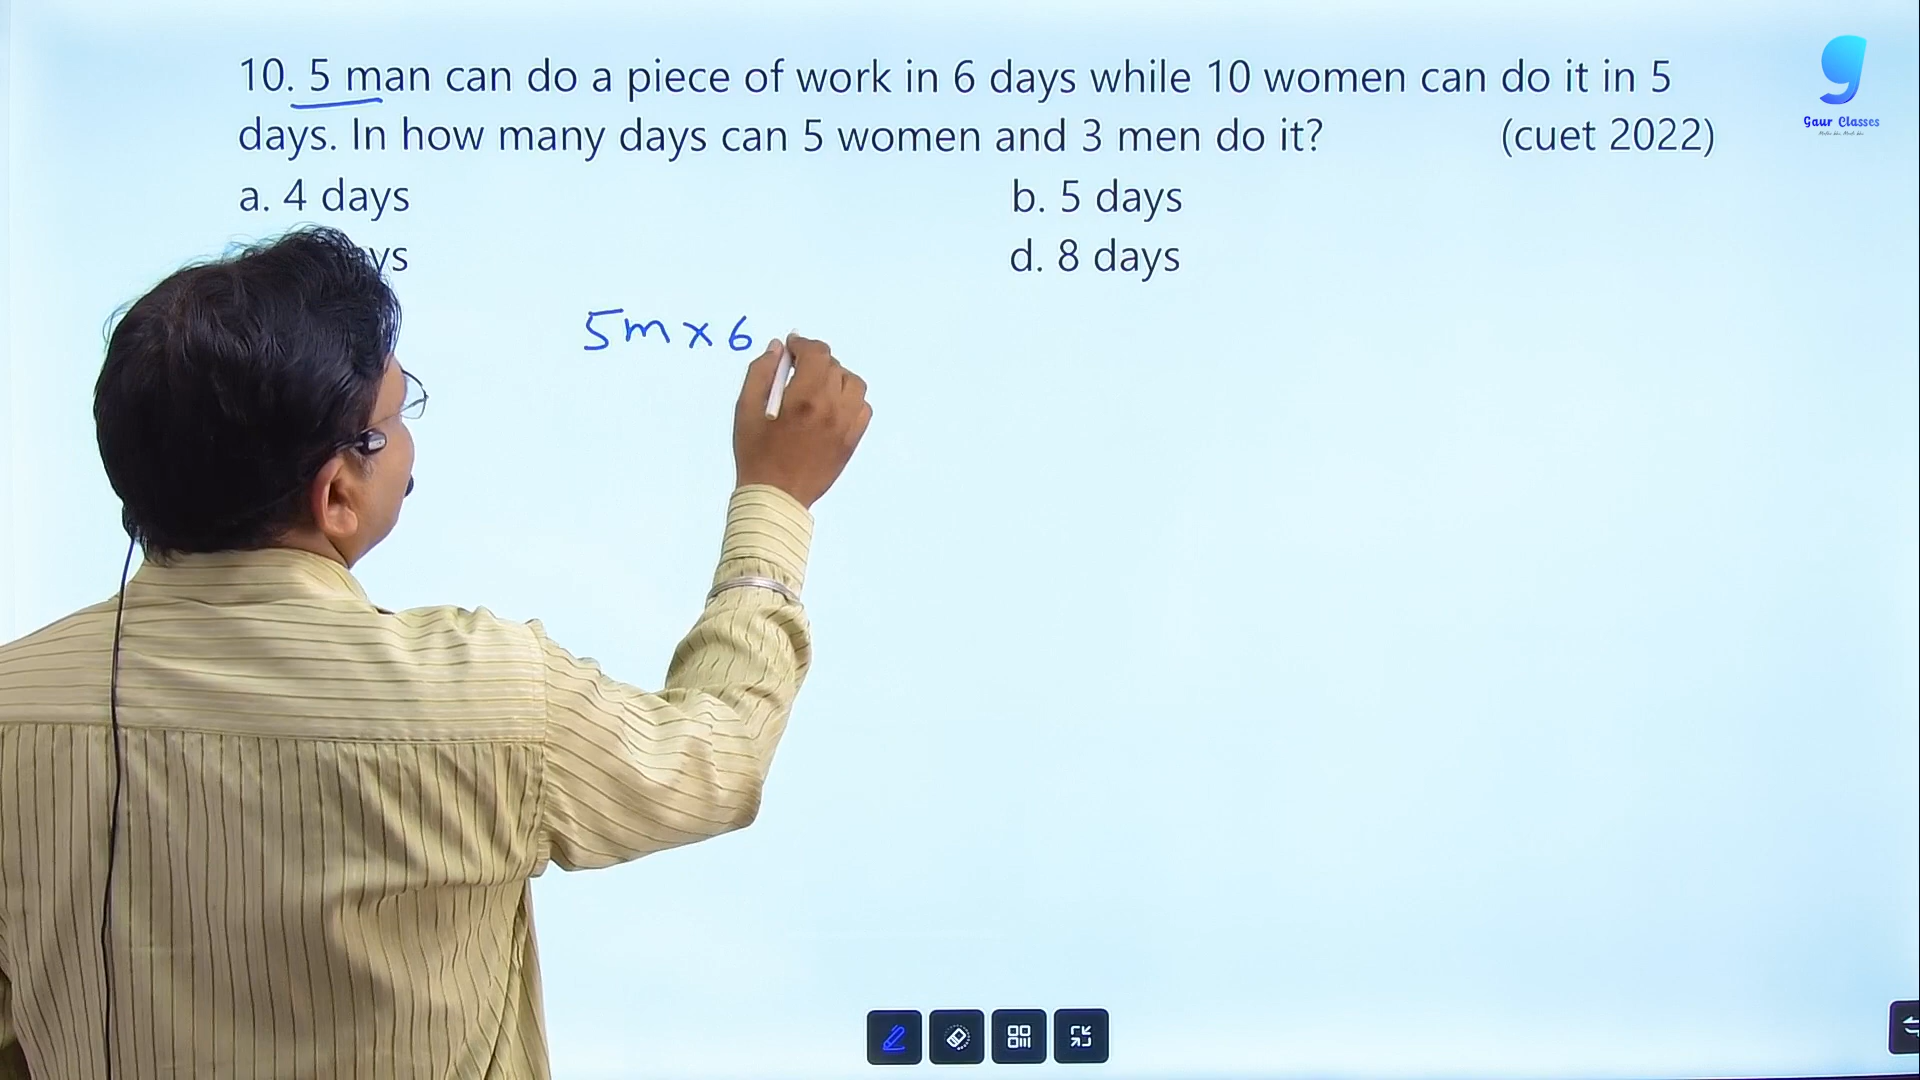 10. 5 man can do a piece of work in 6 days while 10 women can do it in 5
days. In how many days can 5 women and 3 men do it? (cuet 2022)
a. 4 days b. 5 days
d. 8 days
5m x 6
g
Gaur Classes